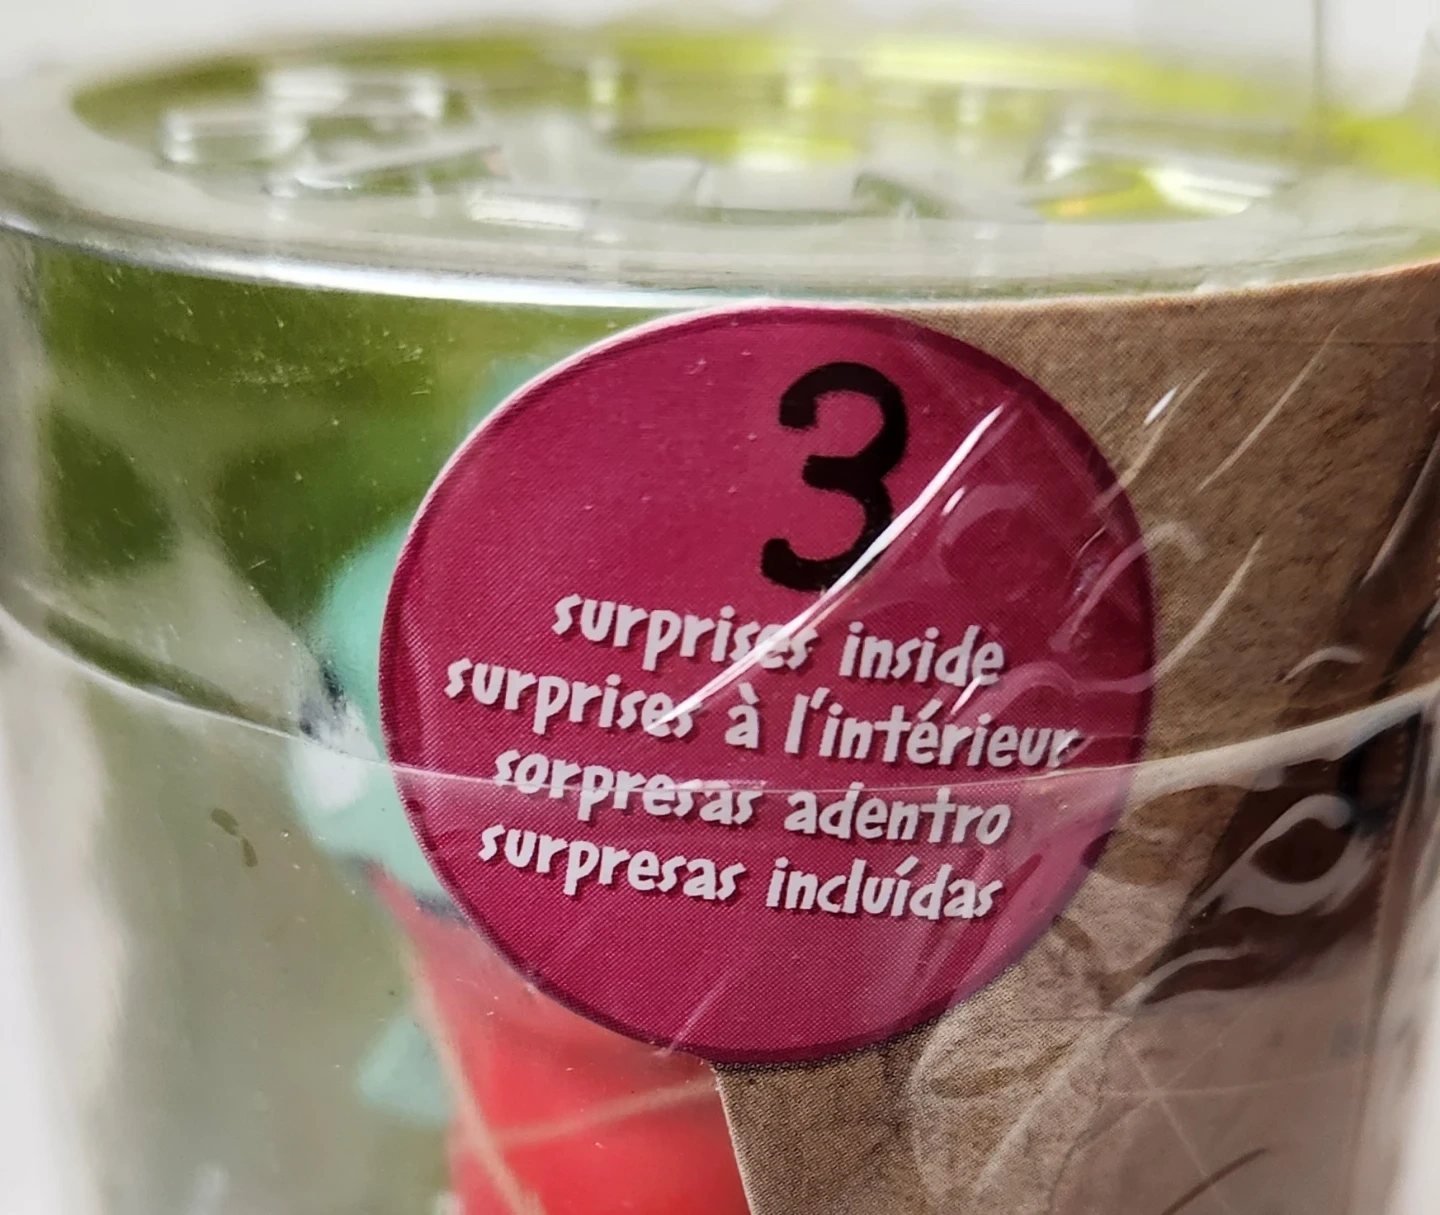 3
surprises inside
surprises à l'intérieur
sorpresas adentro
surpresas incluídas